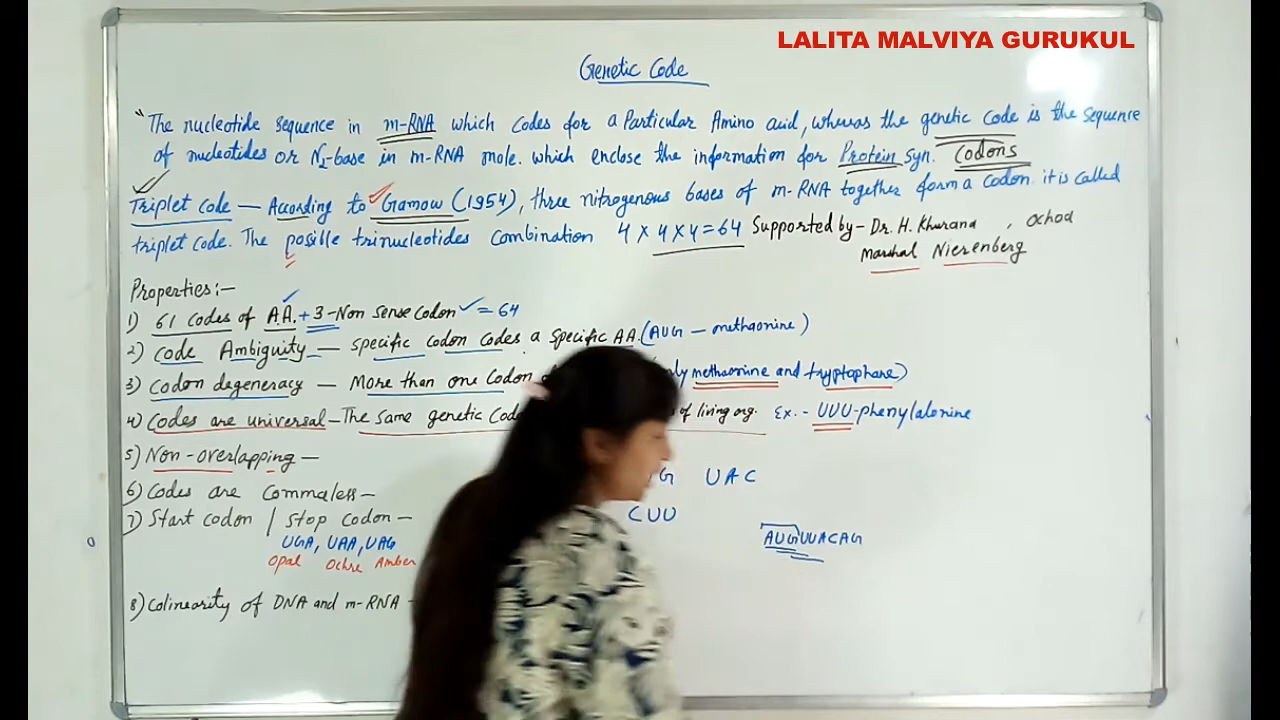 LALITA MALVIYA GURUKUL
Genetic Code
"The nucleotide sequence in m-RNA which codes for a Particular Amino acid, whereas the genetic code is the sequence
of nucleotides or N2-base in m-RNA mole. which enclose the information for Protein syn. Codons
Triplet code — According to Gamow (1954), three nitrogenous bases of m-RNA together form a codon. it is called
triplet code. The posille trinucleotides combination 4 x 4 x 4 = 64 Supported by - Dr. H. Khurana , ochoa
Marshal Nierenberg
Properties:-
1) 61 codes of A.A. + 3-Non sense codon = 64
2) Code Ambiguity — specific codon codes a specific AA. (AUG — methaonine)
3) Codon degeneracy — More than one Codon methaonine and tryptophane)
4) Codes are universal - The same genetic of living org. Ex. - UUU-phenylalenine
5) Non-overlapping — G UAC
6) Codes are Commaless — CUU
7) Start codon / stop codon —
AUGUUACAG
UGA, UAA, UAG
Opal Ochre Amber
8) Colinearity of DNA and m-RNA -